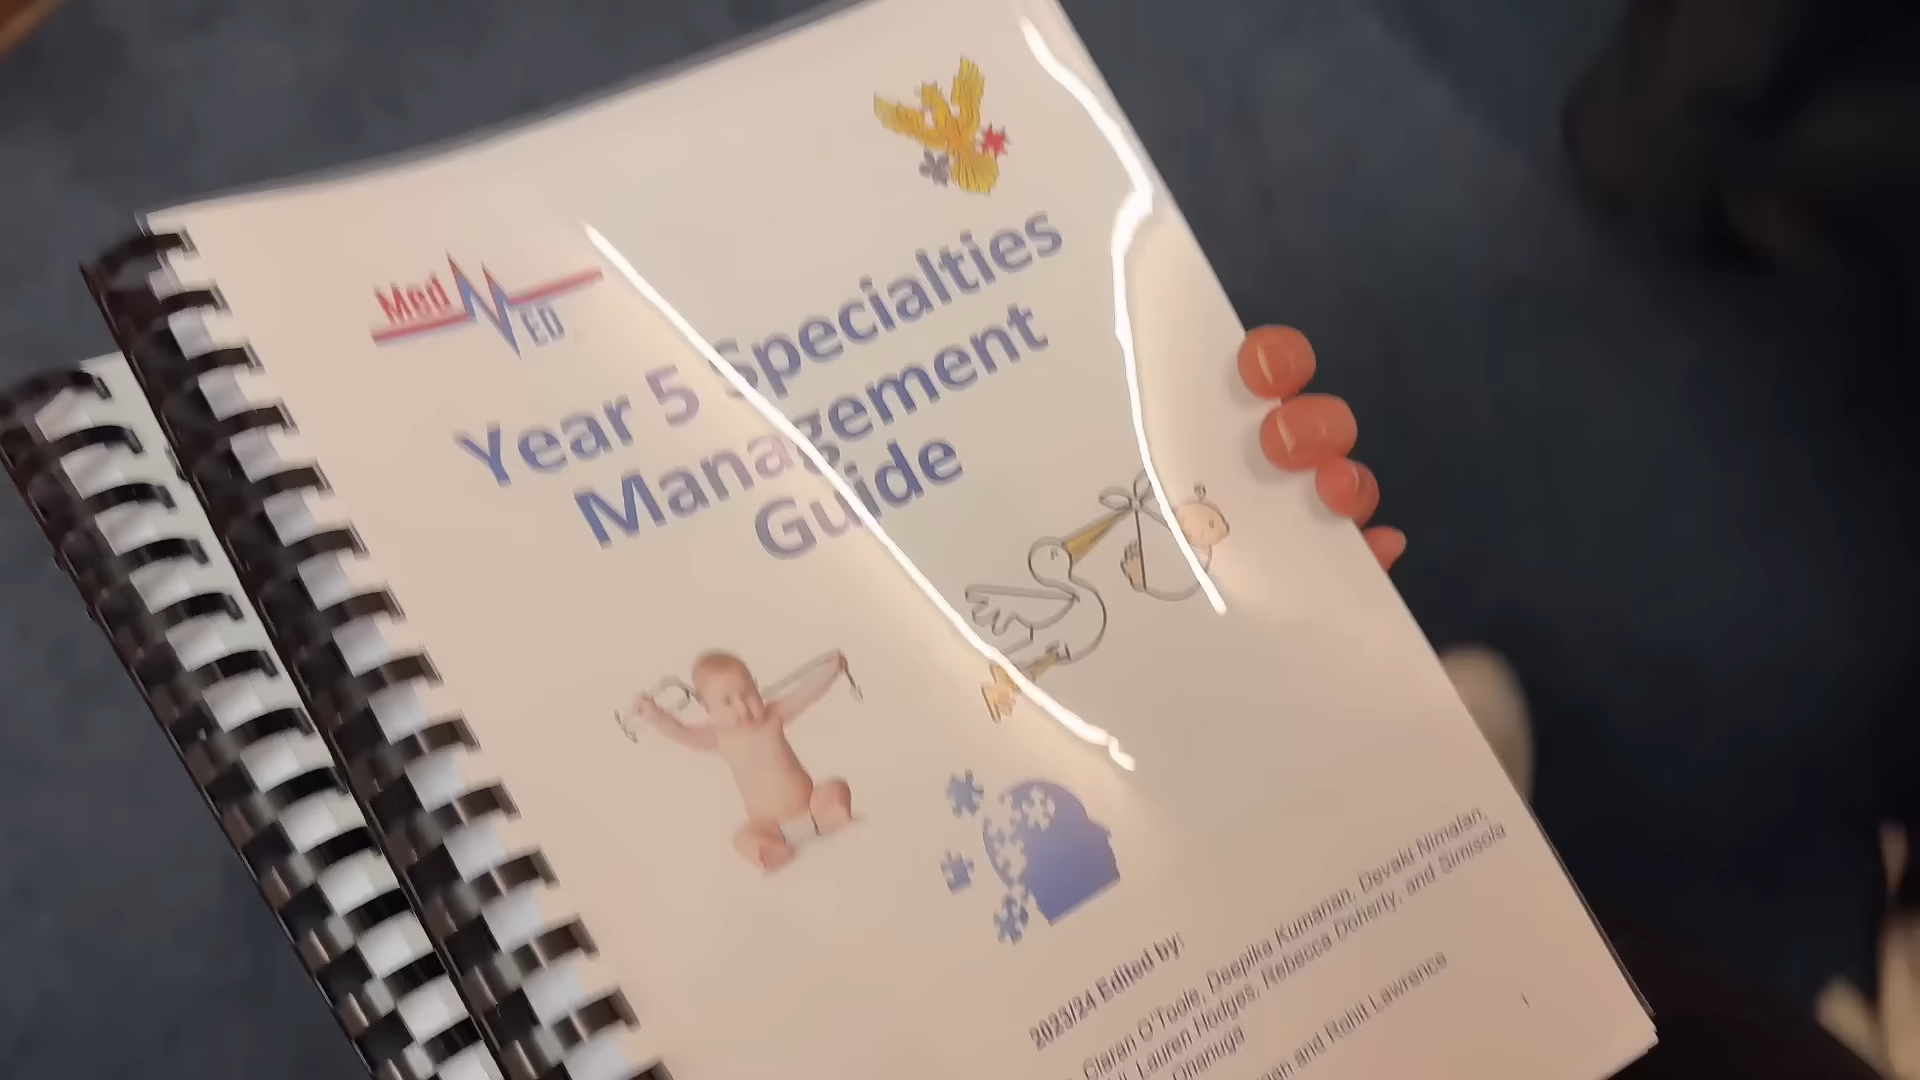 Med
ED
Year 5 Specialties
Management
Guide
2023/24 Edited by:
Ciaran O'Toole, Deepika Kumanan, Devaki Nimalan,
Lauren Hodges, Rebecca Doherty, and Simisola
Onanuga
and Rohit Lawrence